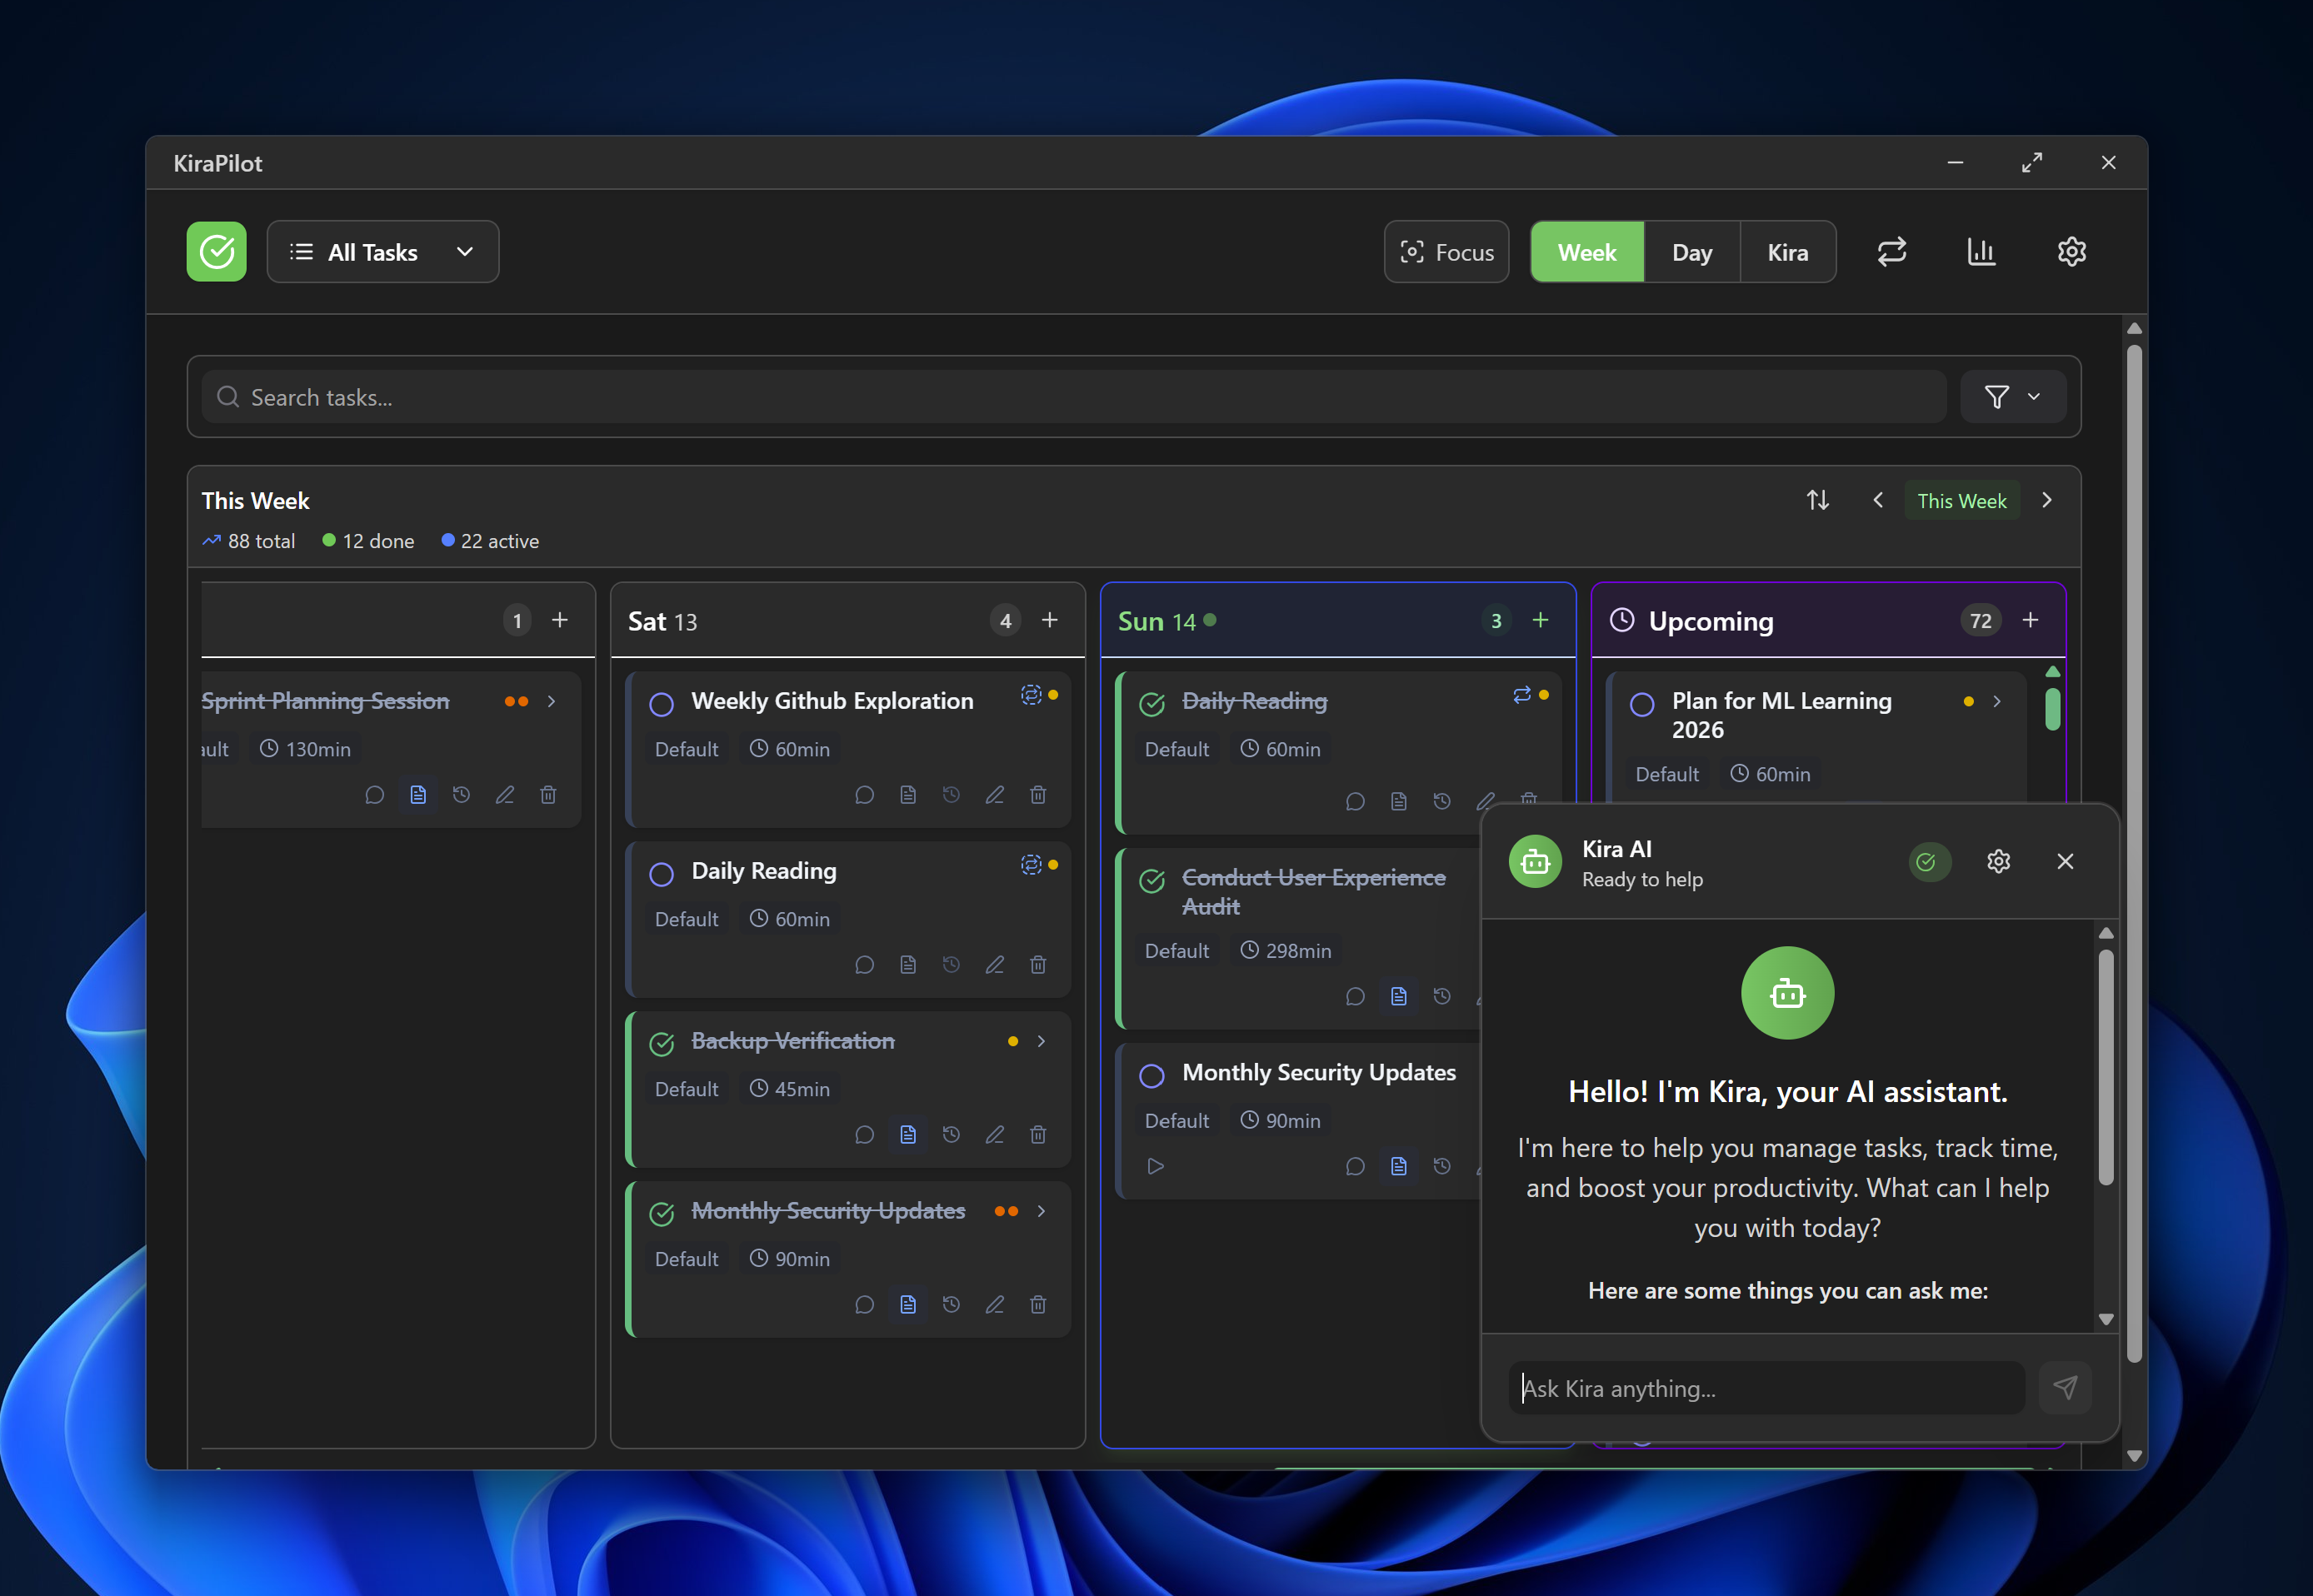 KiraPilot
All Tasks
Focus
Week
Day
Kira
Search tasks...
This Week
88 total
12 done
22 active
This Week
1
Sprint Planning Session
ault
130min
Sat 13
4
Weekly Github Exploration
Default
60min
Daily Reading
Default
60min
Backup Verification
Default
45min
Monthly Security Updates
Default
90min
Sun 14
3
Daily Reading
Default
60min
Conduct User Experience
Audit
Default
298min
Monthly Security Updates
Default
90min
Upcoming
72
Plan for ML Learning
2026
Default
60min
Kira AI
Ready to help
Hello! I'm Kira, your AI assistant.
I'm here to help you manage tasks, track time,
and boost your productivity. What can I help
you with today?
Here are some things you can ask me:
Ask Kira anything...